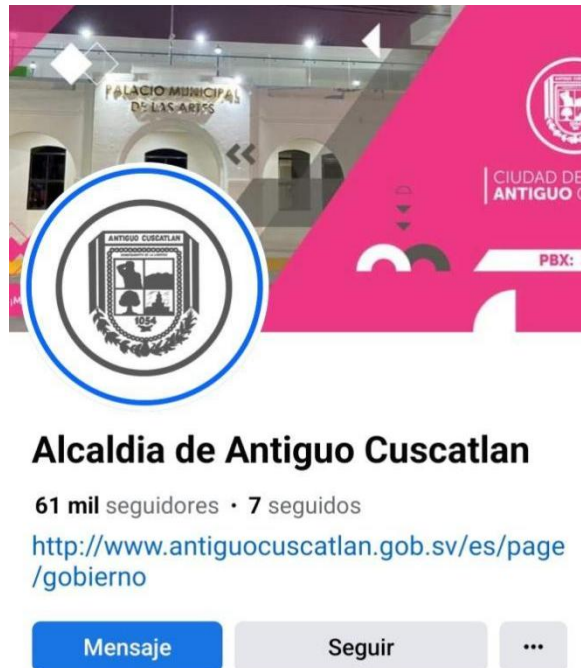 PALACIO MUNICIPAL
DE LAS ARTES
CIUDAD DE
ANTIGUO
PBX:
ANTIGUO CUSCATLAN
1054
Alcaldia de Antiguo Cuscatlan
61 mil seguidores · 7 seguidos
http://www.antiguocuscatlan.gob.sv/es/page
/gobierno
Mensaje
Seguir